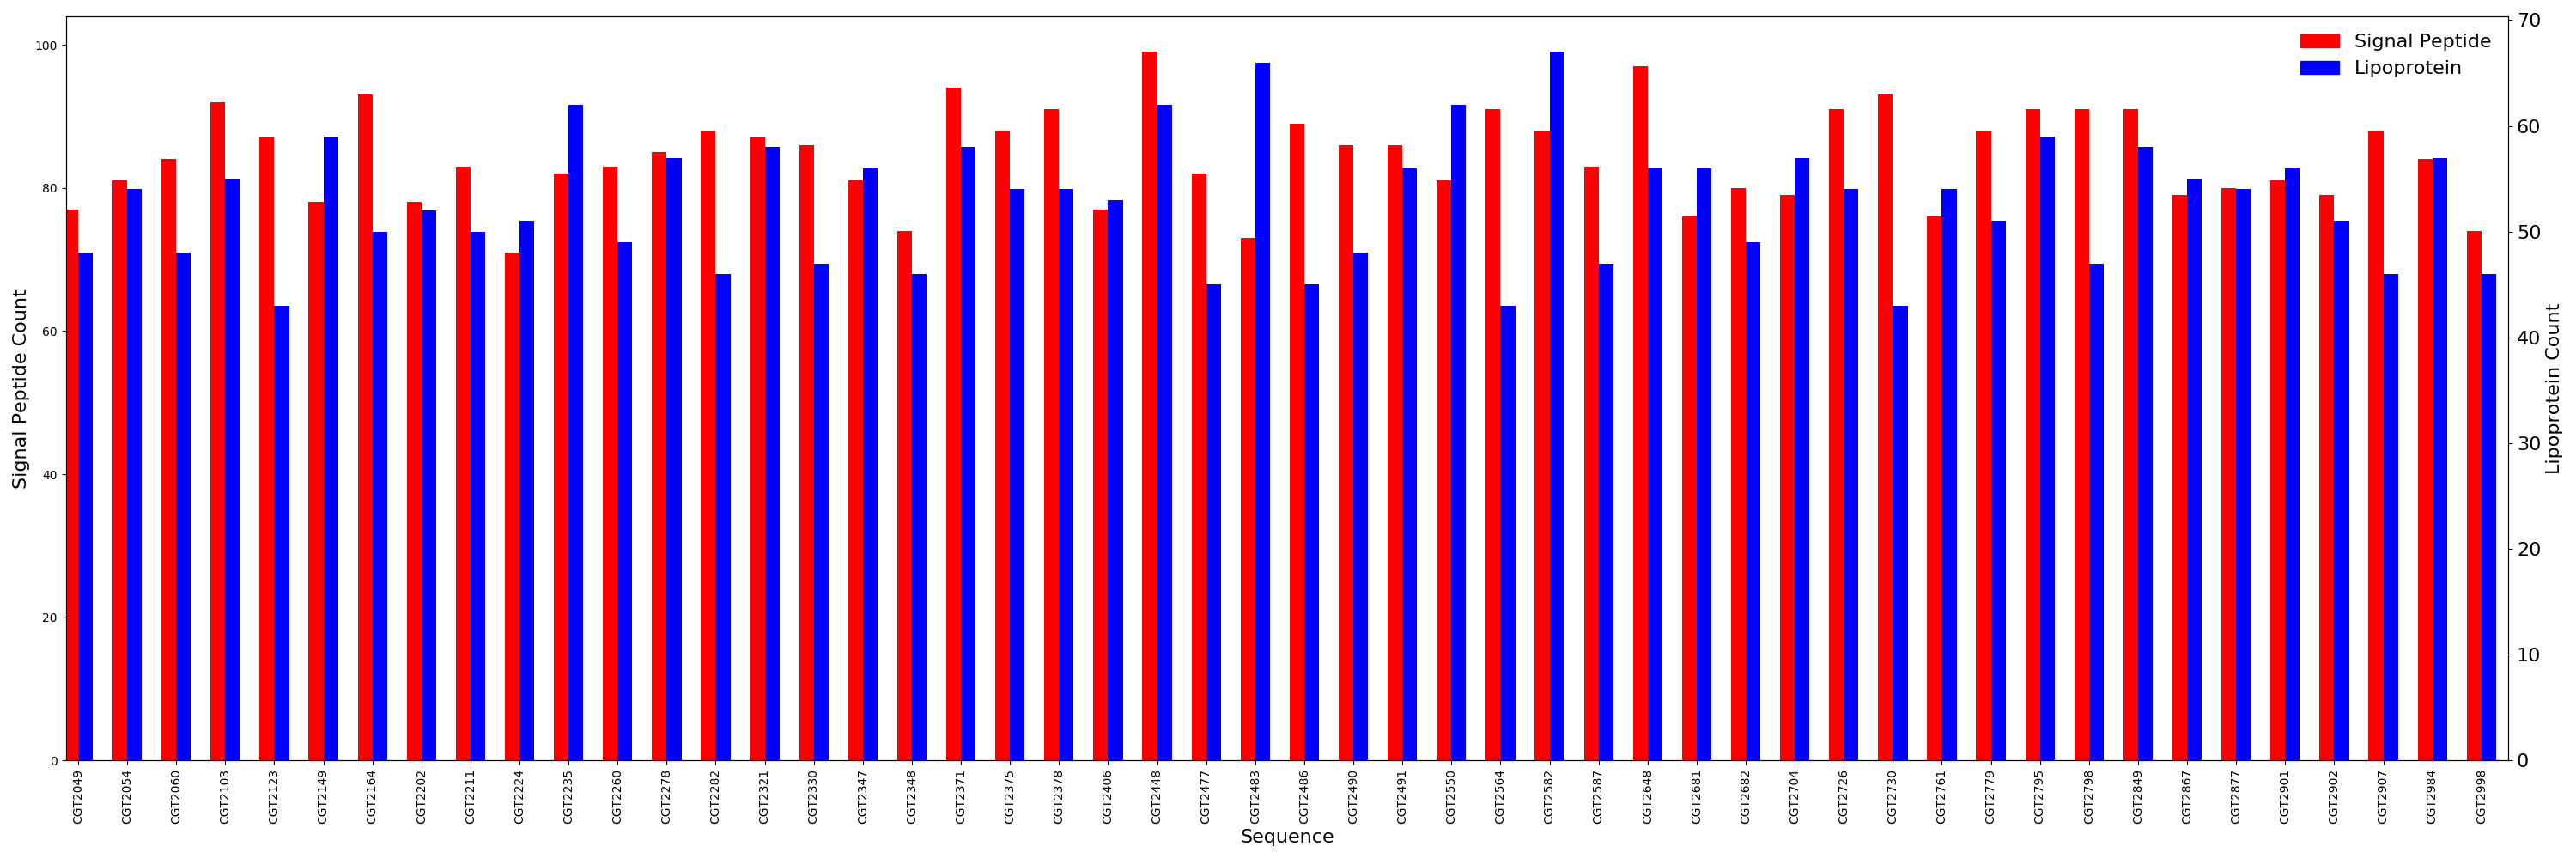 Signal Peptide
Lipoprotein
Signal Peptide Count
100
80
60
40
20
0
Lipoprotein Count
70
60
50
40
30
20
10
0
CGT2049
CGT2054
CGT2060
CGT2103
CGT2123
CGT2149
CGT2164
CGT2202
CGT2211
CGT2224
CGT2235
CGT2260
CGT2278
CGT2282
CGT2321
CGT2330
CGT2347
CGT2348
CGT2371
CGT2375
CGT2378
CGT2406
CGT2448
CGT2477
CGT2483
CGT2486
CGT2490
CGT2491
CGT2550
CGT2564
CGT2582
CGT2587
CGT2648
CGT2681
CGT2682
CGT2704
CGT2726
CGT2730
CGT2761
CGT2779
CGT2795
CGT2798
CGT2849
CGT2867
CGT2877
CGT2901
CGT2902
CGT2907
CGT2984
CGT2998
Sequence